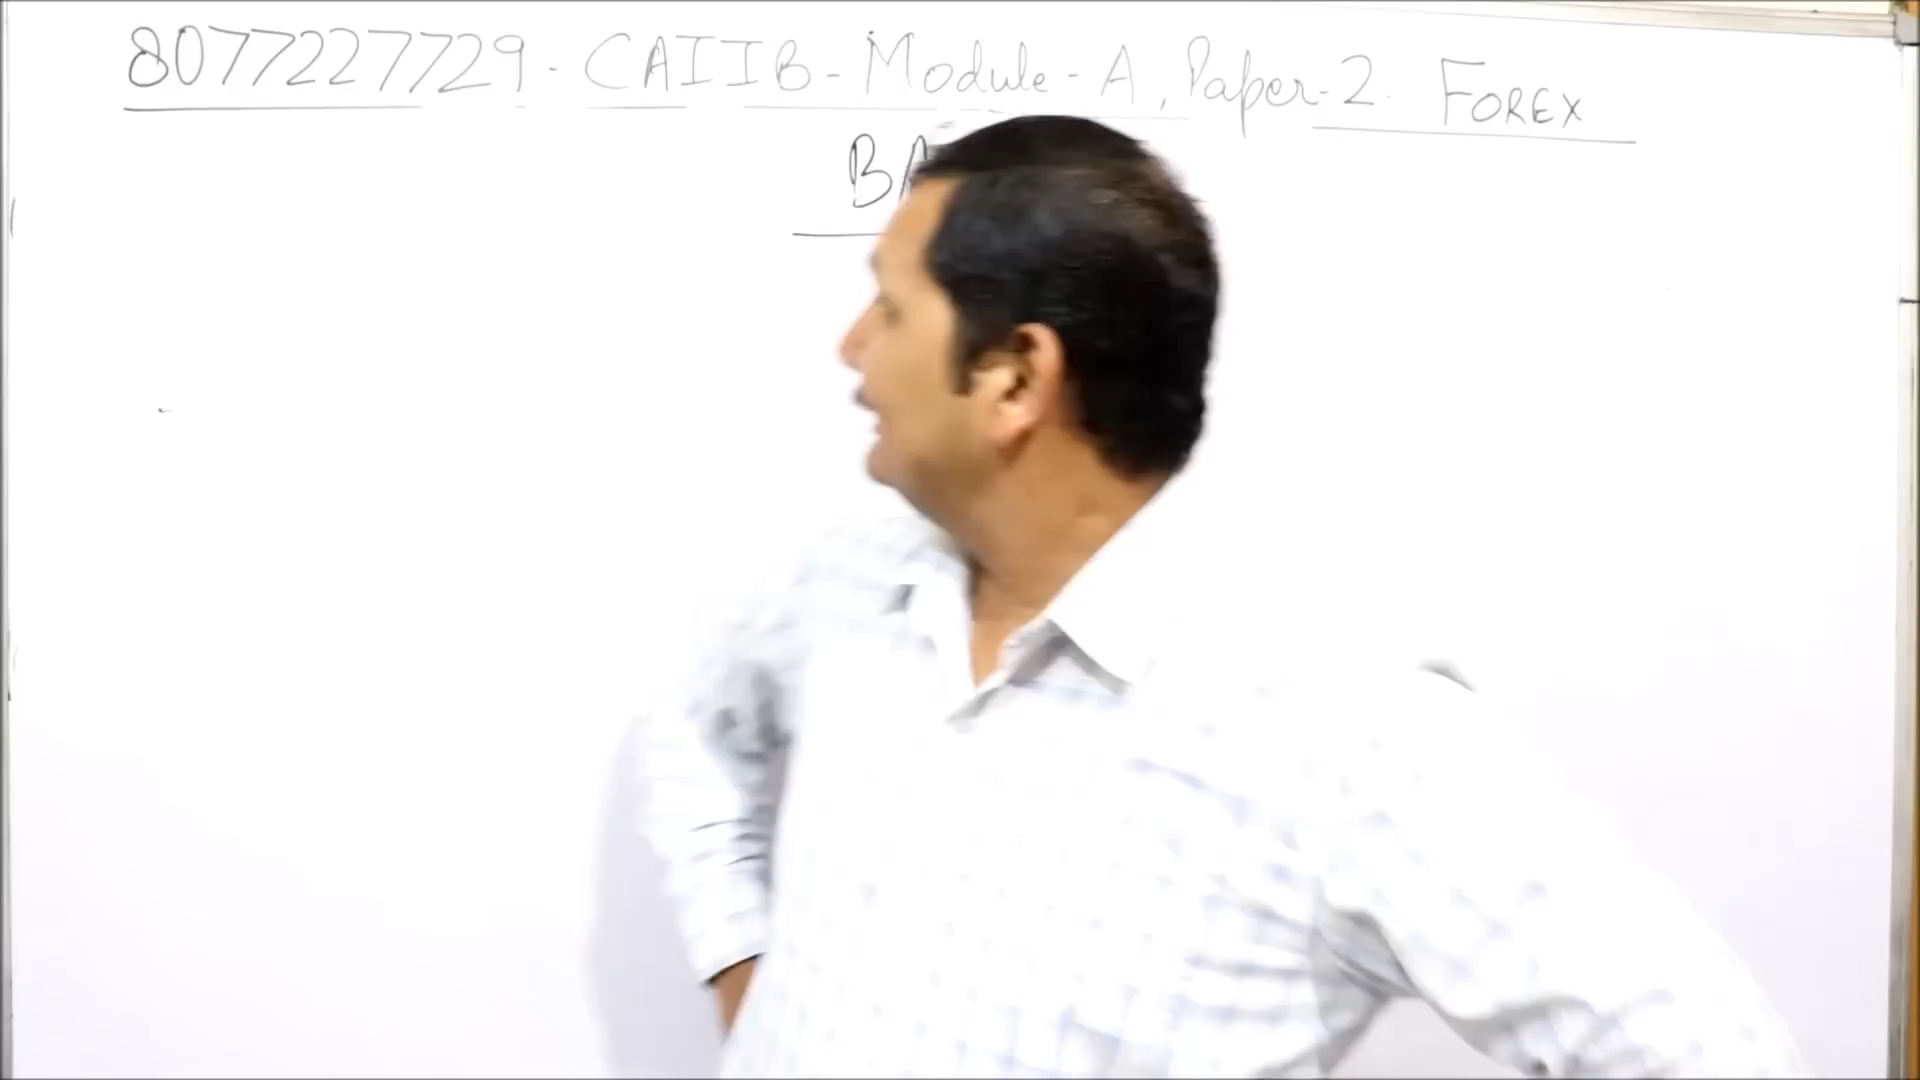 8077227729 - CAIIB - Module - A, Paper - 2. FOREX